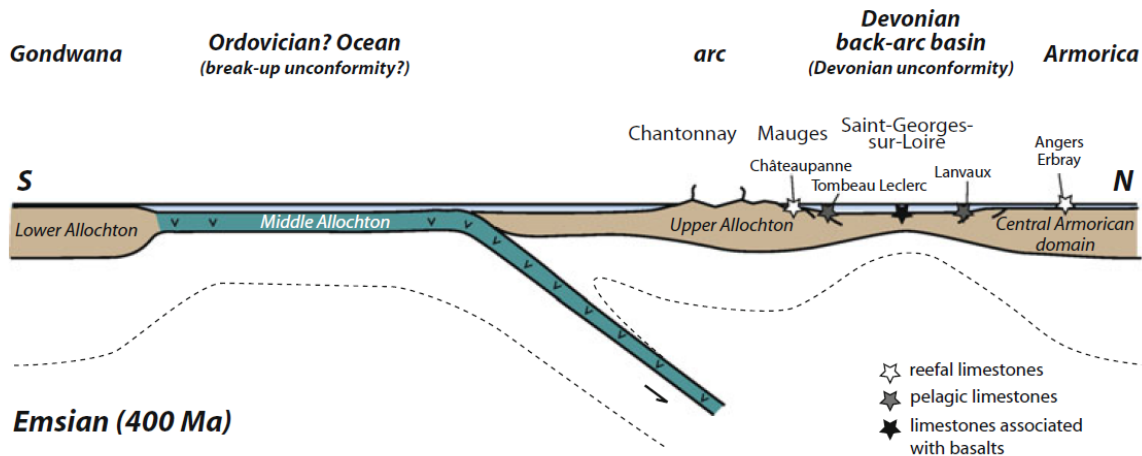 Gondwana
Ordovician? Ocean
(break-up unconformity?)
arc
Devonian
back-arc basin
(Devonian unconformity)
Armorica
Chantonnay
Mauges
Saint-Georges-
sur-Loire
Châteaupanne
Tombeau Leclerc
Lanvaux
Angers
Erbray
S
N
Lower Allochton
Middle Allochton
Upper Allochton
Central Armorican
domain
reefal limestones
pelagic limestones
limestones associated
with basalts
Emsian (400 Ma)